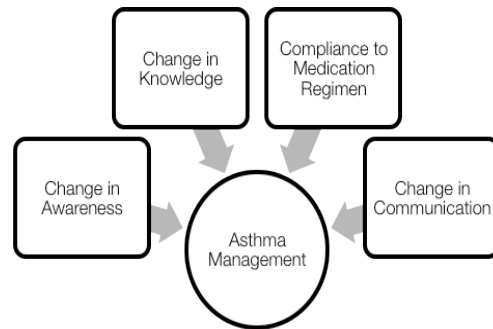 Change in
Knowledge
Compliance to
Medication
Regimen
Change in
Awareness
Asthma
Management
Change in
Communication